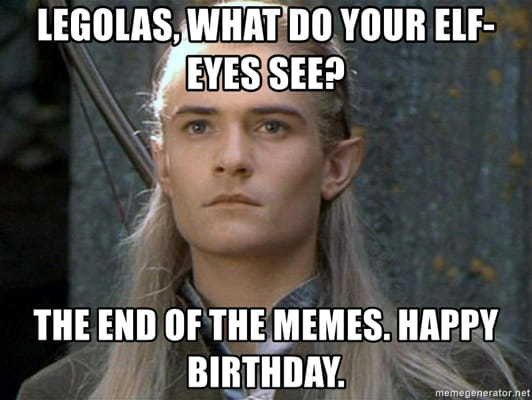 LEGOLAS, WHAT DO YOUR ELF-
EYES SEE?
THE END OF THE MEMES. HAPPY
BIRTHDAY.
memegenerator.net